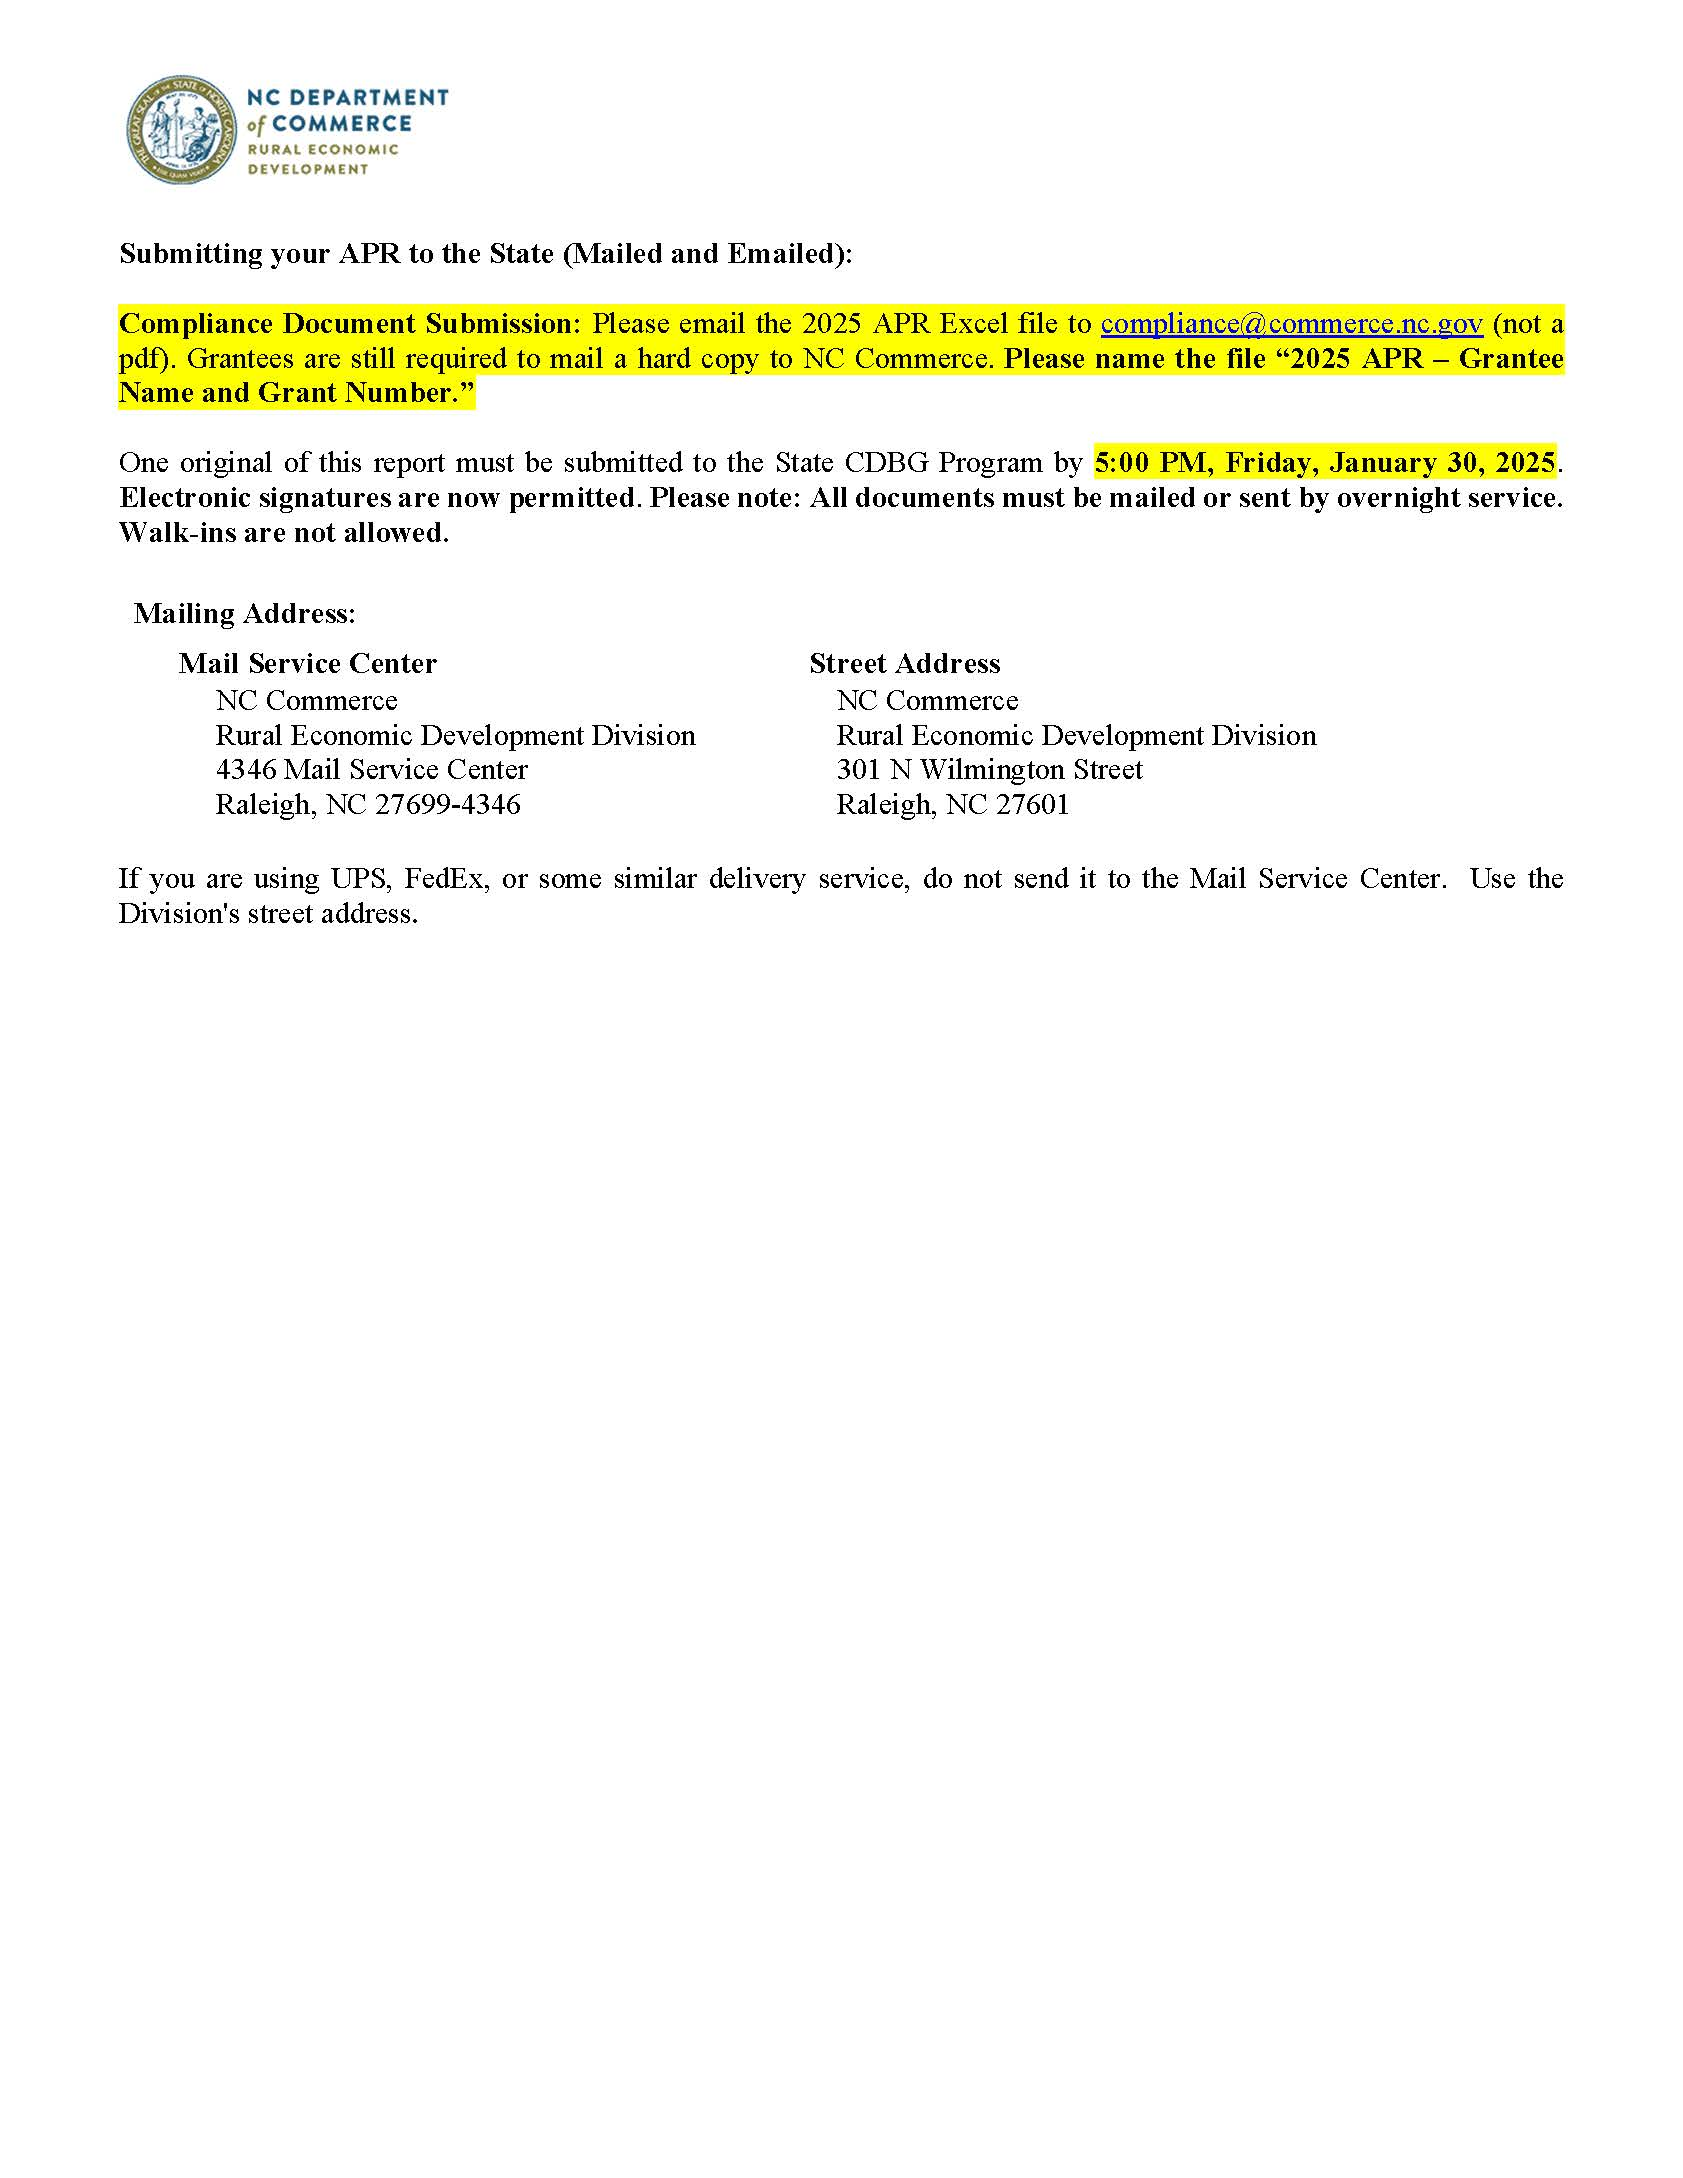 NC DEPARTMENT
of COMMERCE
RURAL ECONOMIC
DEVELOPMENT
Submitting your APR to the State (Mailed and Emailed):
Compliance Document Submission: Please email the 2025 APR Excel file to compliance@commerce.nc.gov (not a
pdf). Grantees are still required to mail a hard copy to NC Commerce. Please name the file “2025 APR – Grantee
Name and Grant Number.”
One original of this report must be submitted to the State CDBG Program by 5:00 PM, Friday, January 30, 2025.
Electronic signatures are now permitted. Please note: All documents must be mailed or sent by overnight service.
Walk-ins are not allowed.
Mailing Address:
Mail Service Center
NC Commerce
Rural Economic Development Division
4346 Mail Service Center
Raleigh, NC 27699-4346
Street Address
NC Commerce
Rural Economic Development Division
301 N Wilmington Street
Raleigh, NC 27601
If you are using UPS, FedEx, or some similar delivery service, do not send it to the Mail Service Center.  Use the
Division's street address.